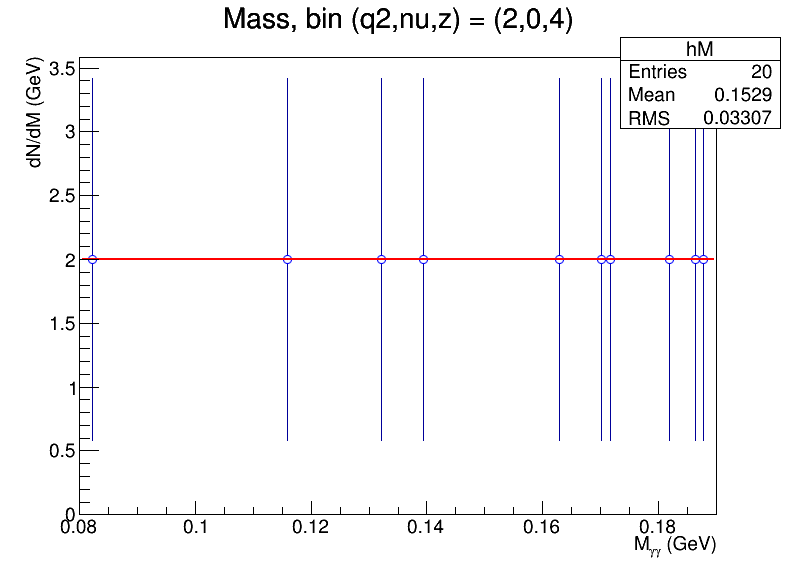 Mass, bin (q2,nu,z) = (2,0,4)
hM
Entries 20
Mean 0.1529
RMS 0.03307
dN/dM (GeV)
3.5
3
2.5
2
1.5
1
0.5
0
0.08 0.1 0.12 0.14 0.16 0.18
Mγγ (GeV)